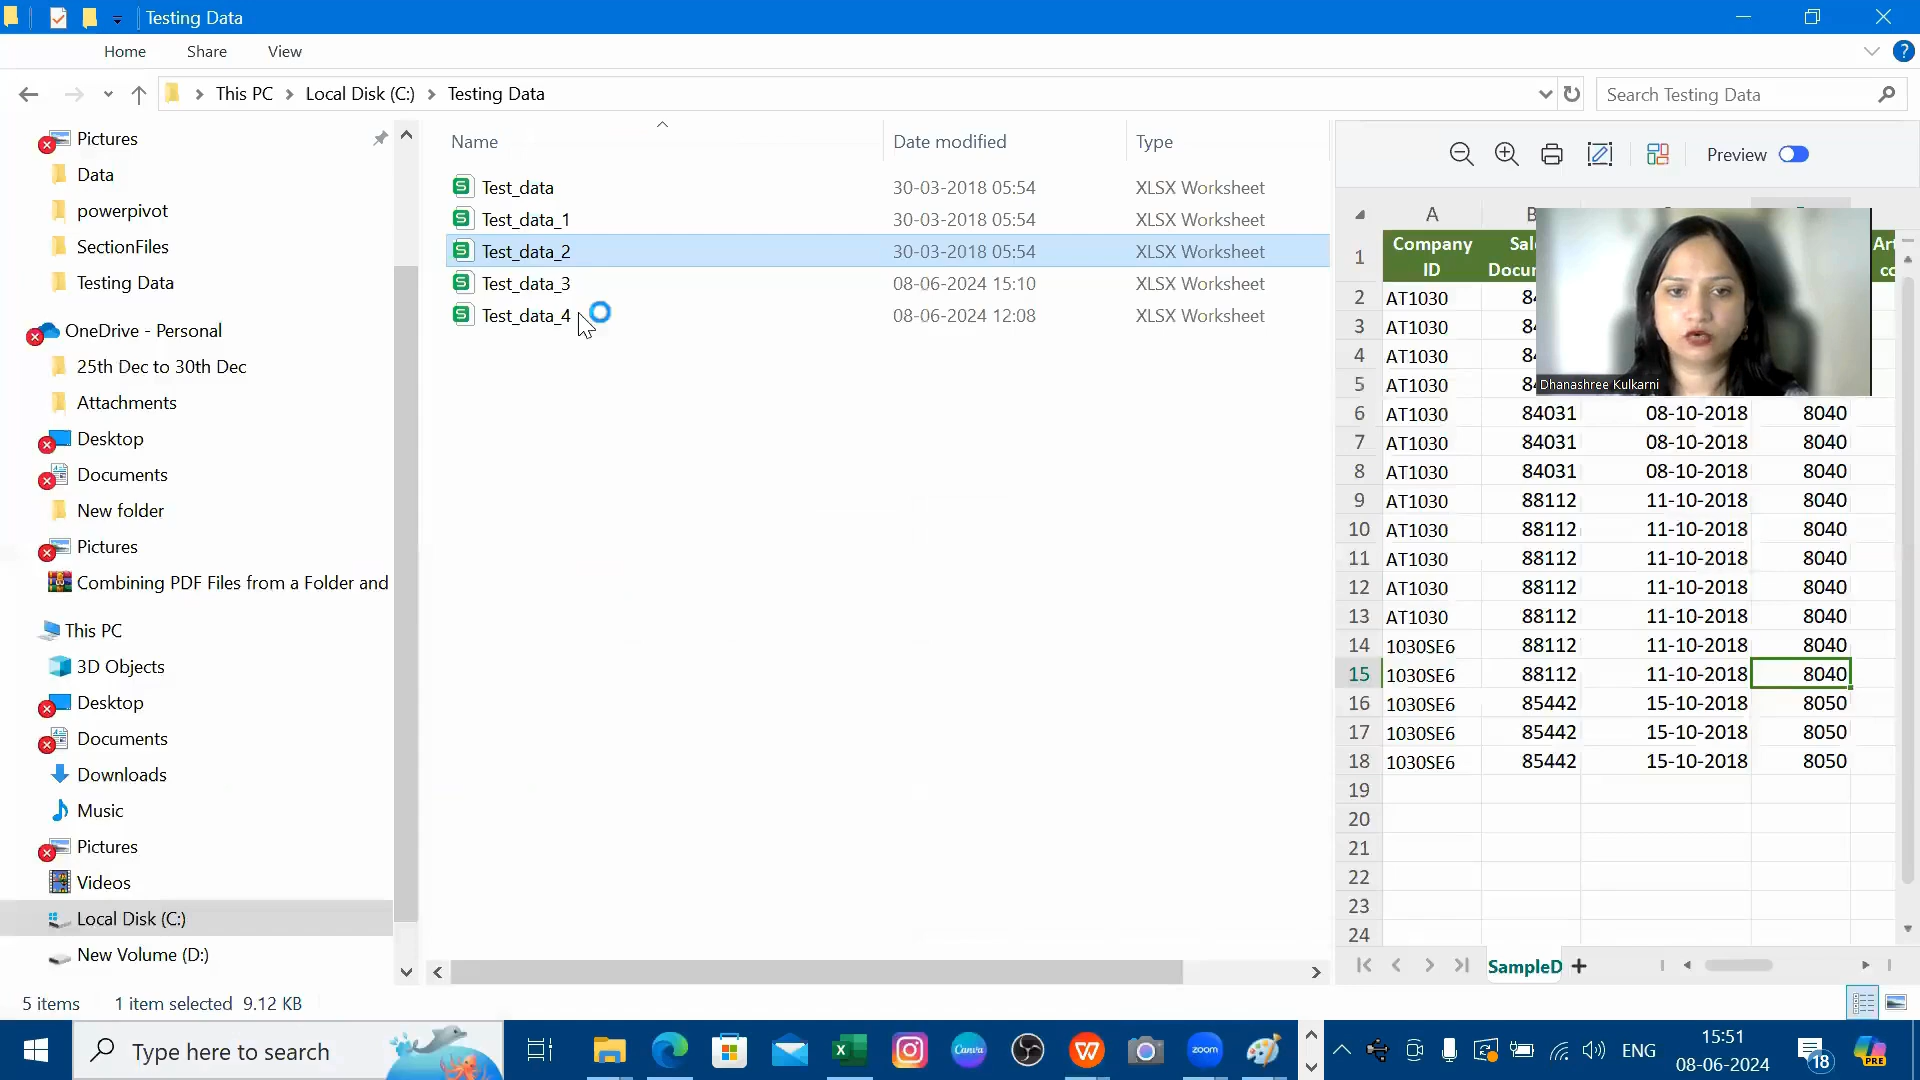 Testing Data
Home Share View
This PC Local Disk (C:) Testing Data
Search Testing Data
Pictures
Data
powerpivot
SectionFiles
Testing Data
OneDrive - Personal
25th Dec to 30th Dec
Attachments
Desktop
Documents
New folder
Pictures
Combining PDF Files from a Folder and
This PC
3D Objects
Desktop
Documents
Downloads
Music
Pictures
Videos
Local Disk (C:)
New Volume (D:)
Name Date modified Type
Test_data 30-03-2018 05:54 XLSX Worksheet
Test_data_1 30-03-2018 05:54 XLSX Worksheet
Test_data_2 30-03-2018 05:54 XLSX Worksheet
Test_data_3 08-06-2024 15:10 XLSX Worksheet
Test_data_4 08-06-2024 12:08 XLSX Worksheet
Preview
A
1 Company ID
2 AT1030
3 AT1030
4 AT1030
5 AT1030
Dhanashree Kulkarni
6 AT1030 84031 08-10-2018 8040
7 AT1030 84031 08-10-2018 8040
8 AT1030 84031 08-10-2018 8040
9 AT1030 88112 11-10-2018 8040
10 AT1030 88112 11-10-2018 8040
11 AT1030 88112 11-10-2018 8040
12 AT1030 88112 11-10-2018 8040
13 AT1030 88112 11-10-2018 8040
14 1030SE6 88112 11-10-2018 8040
15 1030SE6 88112 11-10-2018 8040
16 1030SE6 85442 15-10-2018 8050
17 1030SE6 85442 15-10-2018 8050
18 1030SE6 85442 15-10-2018 8050
19
20
21
22
23
24
SampleD
5 items 1 item selected 9.12 KB
Type here to search
Canva
zoom
ENG
15:51
08-06-2024
18
PRE